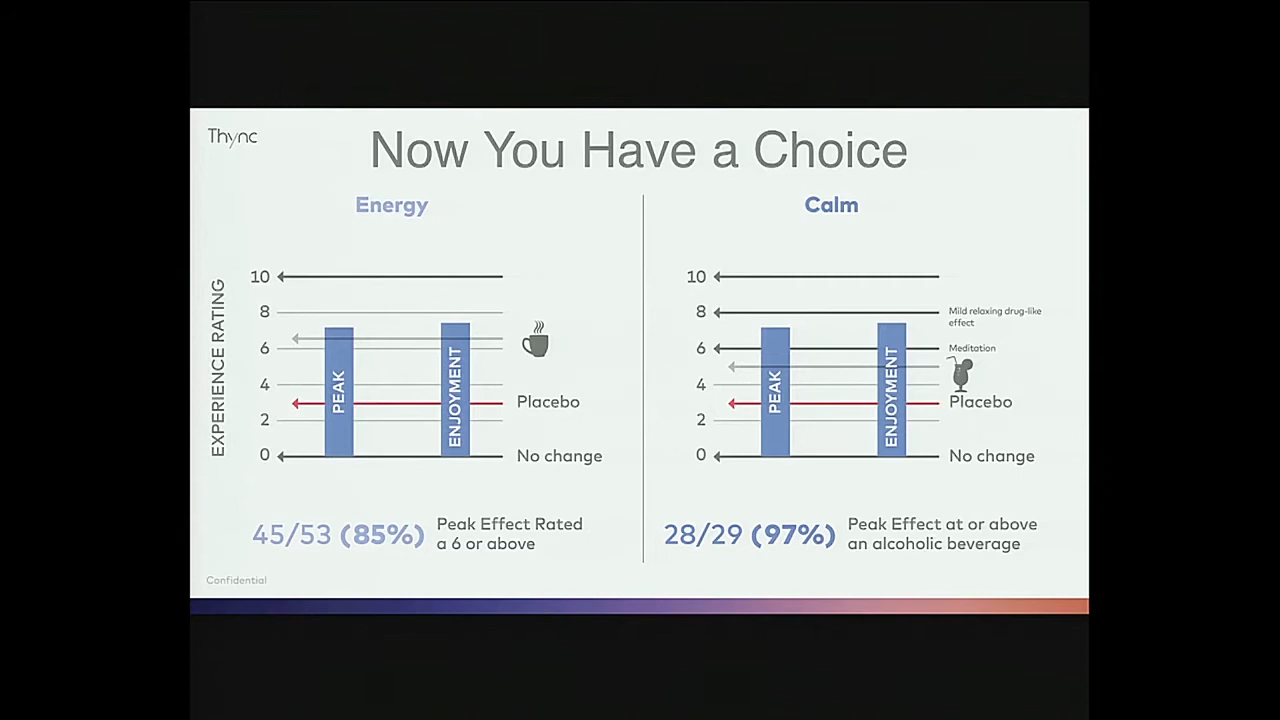 Thync
Now You Have a Choice
Energy
EXPERIENCE RATING
10
8
6
4
2
0
PEAK
ENJOYMENT
Placebo
No change
45/53 (85%)
Peak Effect Rated
a 6 or above
Calm
10
8
6
4
2
0
PEAK
ENJOYMENT
Mild relaxing drug-like
effect
Meditation
Placebo
No change
28/29 (97%)
Peak Effect at or above
an alcoholic beverage
Confidential